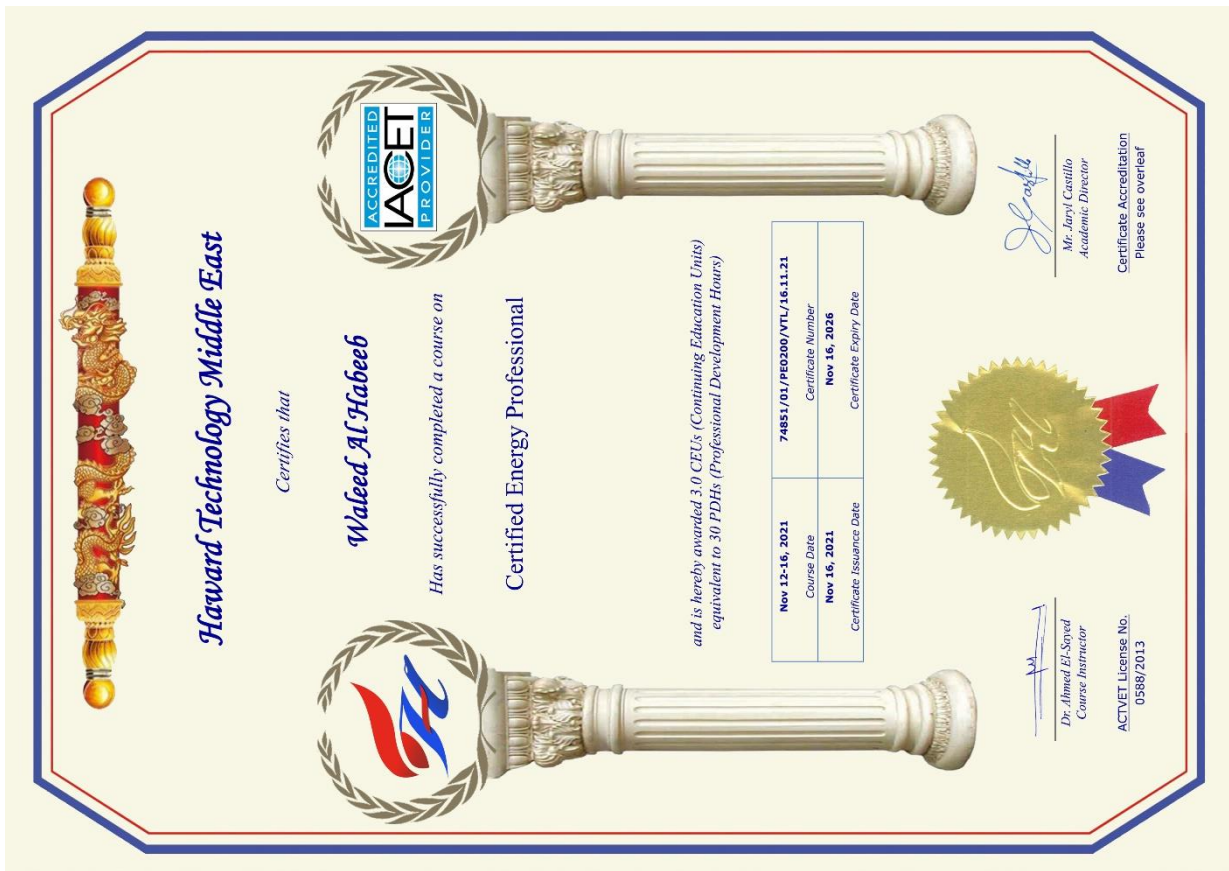 Haward Technology Middle East
Certifies that
ACCREDITED
IACET
PROVIDER
Waleed Al Habeeb
Has successfully completed a course on
Certified Energy Professional
and is hereby awarded 3.0 CEUs (Continuing Education Units)
equivalent to 30 PDHs (Professional Development Hours)
Nov 12-16, 2021 74851/01/PE0200/VTL/16.11.21
Course Date Certificate Number
Nov 16, 2021 Nov 16, 2026
Certificate Issuance Date Certificate Expiry Date
Dr. Ahmed El-Sayed
Course Instructor
Mr. Jaryl Castillo
Academic Director
ACTVET License No.
0588/2013
Certificate Accreditation
Please see overleaf